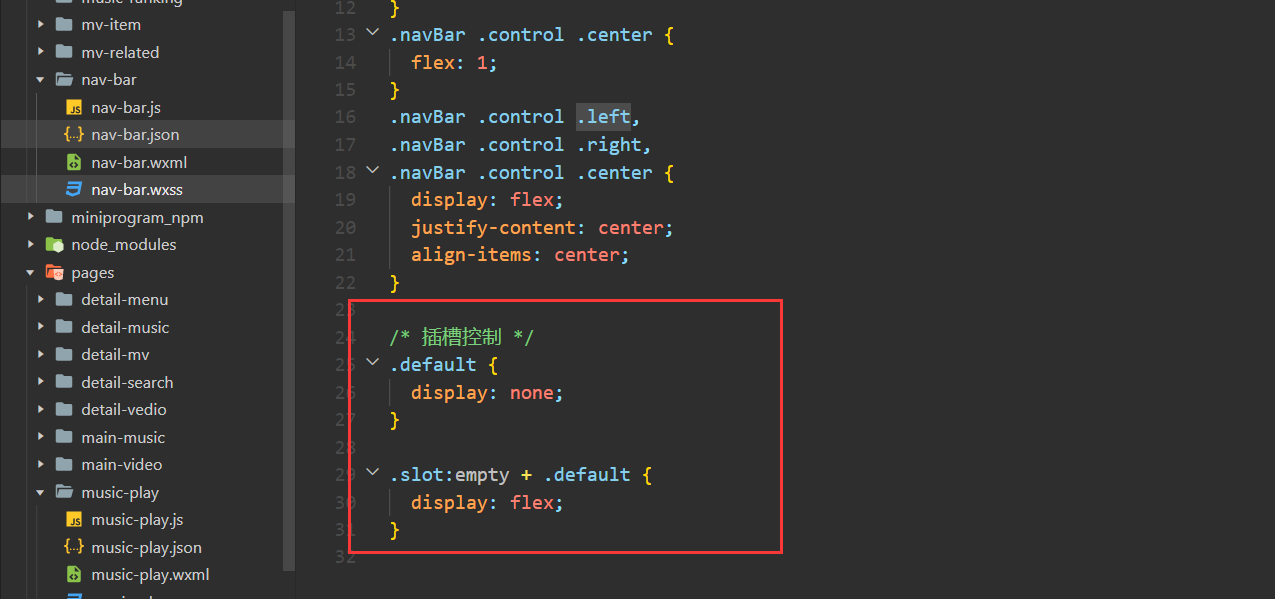 music-ranking
mv-item
mv-related
nav-bar
nav-bar.js
nav-bar.json
nav-bar.wxml
nav-bar.wxss
miniprogram_npm
node_modules
pages
detail-menu
detail-music
detail-mv
detail-search
detail-vedio
main-music
main-video
music-play
music-play.js
music-play.json
music-play.wxml
12 }
13 .navBar .control .center {
14 flex: 1;
15 }
16 .navBar .control .left,
17 .navBar .control .right,
18 .navBar .control .center {
19 display: flex;
20 justify-content: center;
21 align-items: center;
22 }
23
24 /* 插槽控制 */
25 .default {
26 display: none;
27 }
28
29 .slot:empty + .default {
30 display: flex;
31 }
32